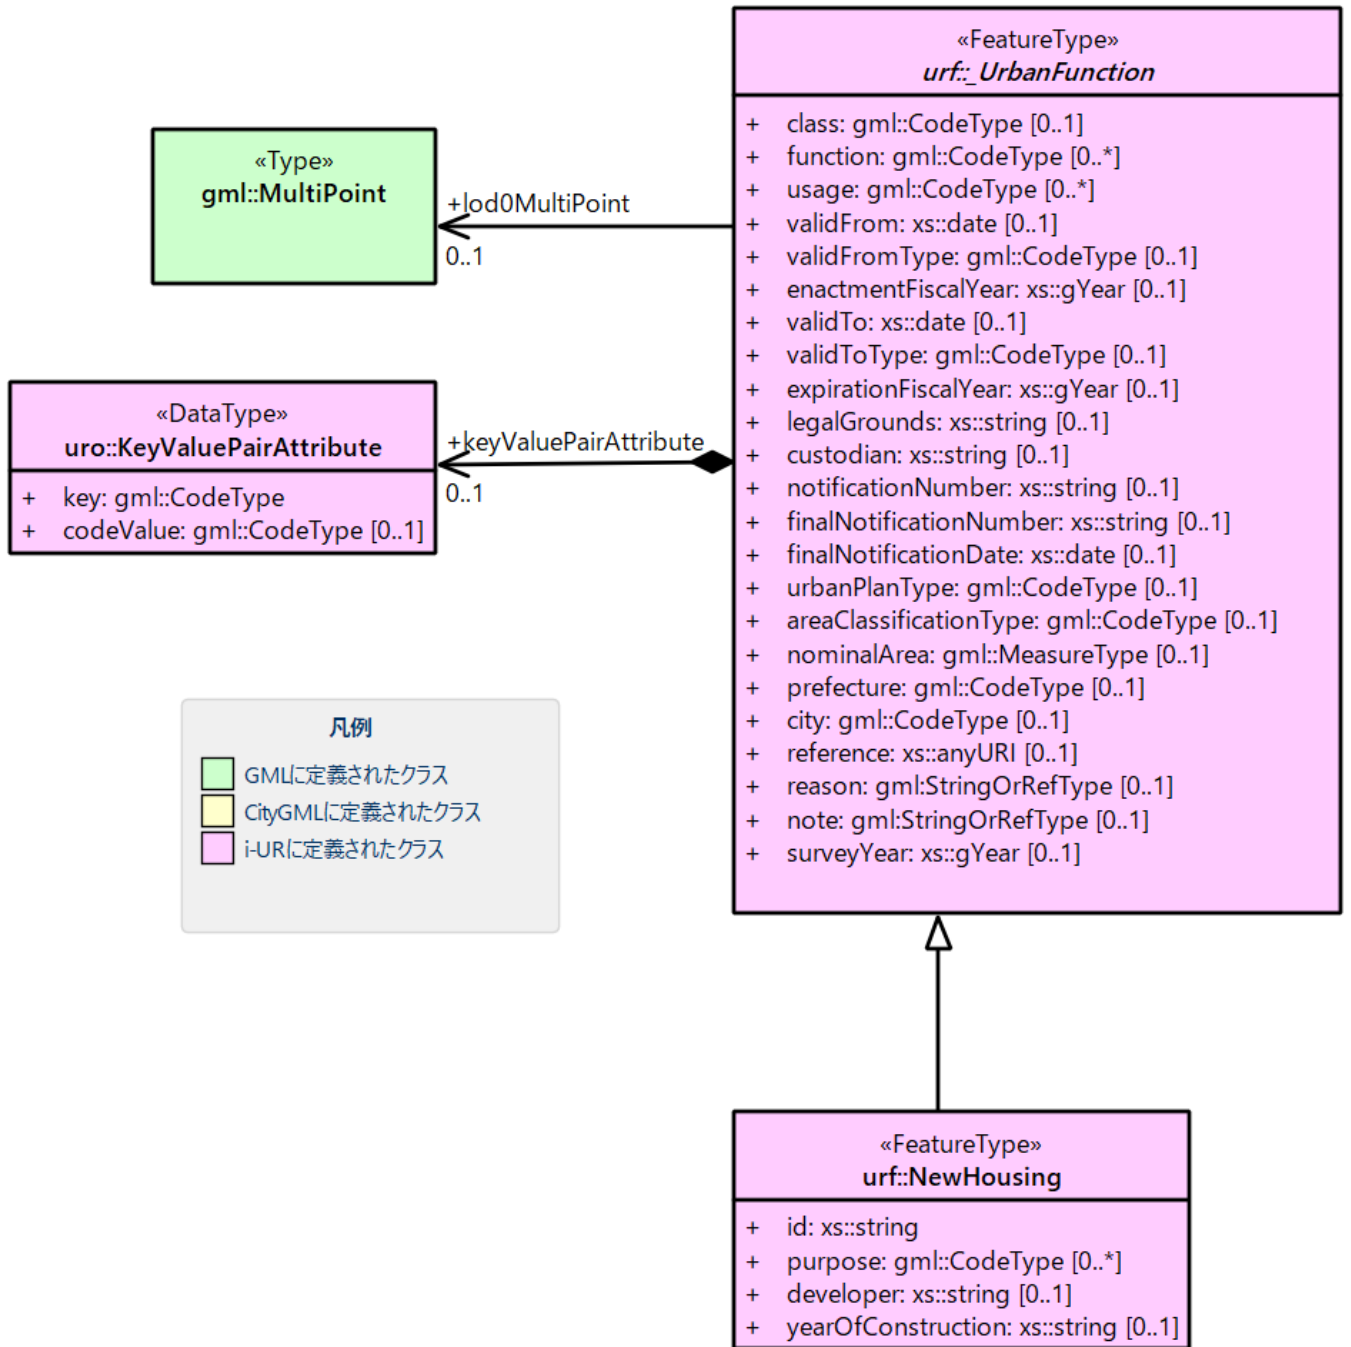 «FeatureType»
urf::_UrbanFunction
+ class: gml::CodeType [0..1]
+ function: gml::CodeType [0..*]
+ usage: gml::CodeType [0..*]
+ validFrom: xs::date [0..1]
+ validFromType: gml::CodeType [0..1]
+ enactmentFiscalYear: xs::gYear [0..1]
+ validTo: xs::date [0..1]
+ validToType: gml::CodeType [0..1]
+ expirationFiscalYear: xs::gYear [0..1]
+ legalGrounds: xs::string [0..1]
+ custodian: xs::string [0..1]
+ notificationNumber: xs::string [0..1]
+ finalNotificationNumber: xs::string [0..1]
+ finalNotificationDate: xs::date [0..1]
+ urbanPlanType: gml::CodeType [0..1]
+ areaClassificationType: gml::CodeType [0..1]
+ nominalArea: gml::MeasureType [0..1]
+ prefecture: gml::CodeType [0..1]
+ city: gml::CodeType [0..1]
+ reference: xs::anyURI [0..1]
+ reason: gml:StringOrRefType [0..1]
+ note: gml:StringOrRefType [0..1]
+ surveyYear: xs::gYear [0..1]
«Type»
gml::MultiPoint
+lod0MultiPoint
0..1
«DataType»
uro::KeyValuePairAttribute
+ key: gml::CodeType
+ codeValue: gml::CodeType [0..1]
+keyValuePairAttribute
0..1
凡例
GMLに定義されたクラス
CityGMLに定義されたクラス
i-URに定義されたクラス
«FeatureType»
urf::NewHousing
+ id: xs::string
+ purpose: gml::CodeType [0..*]
+ developer: xs::string [0..1]
+ yearOfConstruction: xs::string [0..1]